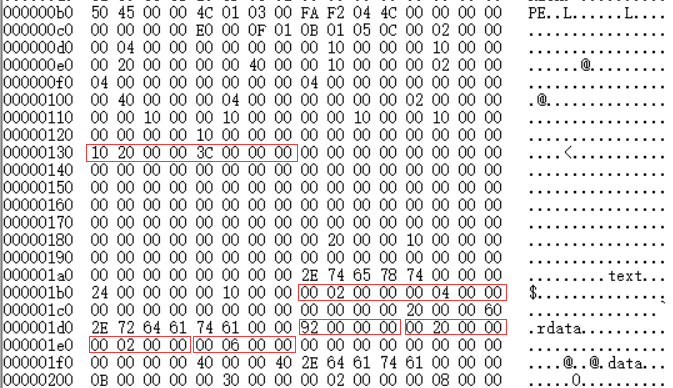 000000b0 50 45 00 00 4C 01 03 00 FA F2 04 4C 00 00 00 00 PE..L......L....
000000c0 00 00 00 00 E0 00 0F 01 0B 01 05 0C 00 02 00 00 ................
000000d0 00 04 00 00 00 00 00 00 00 10 00 00 00 10 00 00 ................
000000e0 00 20 00 00 00 00 40 00 00 10 00 00 00 02 00 00 . ....@.........
000000f0 04 00 00 00 00 00 00 00 04 00 00 00 00 00 00 00 ................
00000100 00 40 00 00 00 04 00 00 00 00 00 00 02 00 00 00 .@..............
00000110 00 00 10 00 00 10 00 00 00 00 10 00 00 10 00 00 ................
00000120 00 00 00 00 10 00 00 00 00 00 00 00 00 00 00 00 ................
00000130 10 20 00 00 3C 00 00 00 00 00 00 00 00 00 00 00 . ..<...........
00000140 00 00 00 00 00 00 00 00 00 00 00 00 00 00 00 00 ................
00000150 00 00 00 00 00 00 00 00 00 00 00 00 00 00 00 00 ................
00000160 00 00 00 00 00 00 00 00 00 00 00 00 00 00 00 00 ................
00000170 00 00 00 00 00 00 00 00 00 00 00 00 00 00 00 00 ................
00000180 00 00 00 00 00 00 00 00 00 20 00 00 10 00 00 00 ................
00000190 00 00 00 00 00 00 00 00 00 00 00 00 00 00 00 00 ................
000001a0 00 00 00 00 00 00 00 00 2E 74 65 78 74 00 00 00 .........text...
000001b0 24 00 00 00 00 10 00 00 00 02 00 00 00 04 00 00 $...............
000001c0 00 00 00 00 00 00 00 00 00 00 00 00 20 00 00 60 ...............`
000001d0 2E 72 64 61 74 61 00 00 92 00 00 00 00 20 00 00 .rdata..........
000001e0 00 02 00 00 00 06 00 00 00 00 00 00 00 00 00 00 ................
000001f0 00 00 00 00 40 00 00 40 2E 64 61 74 61 00 00 00 ....@..@.data...
00000200 0B 00 00 00 00 30 00 00 00 02 00 00 00 08 00 00 .....0..........